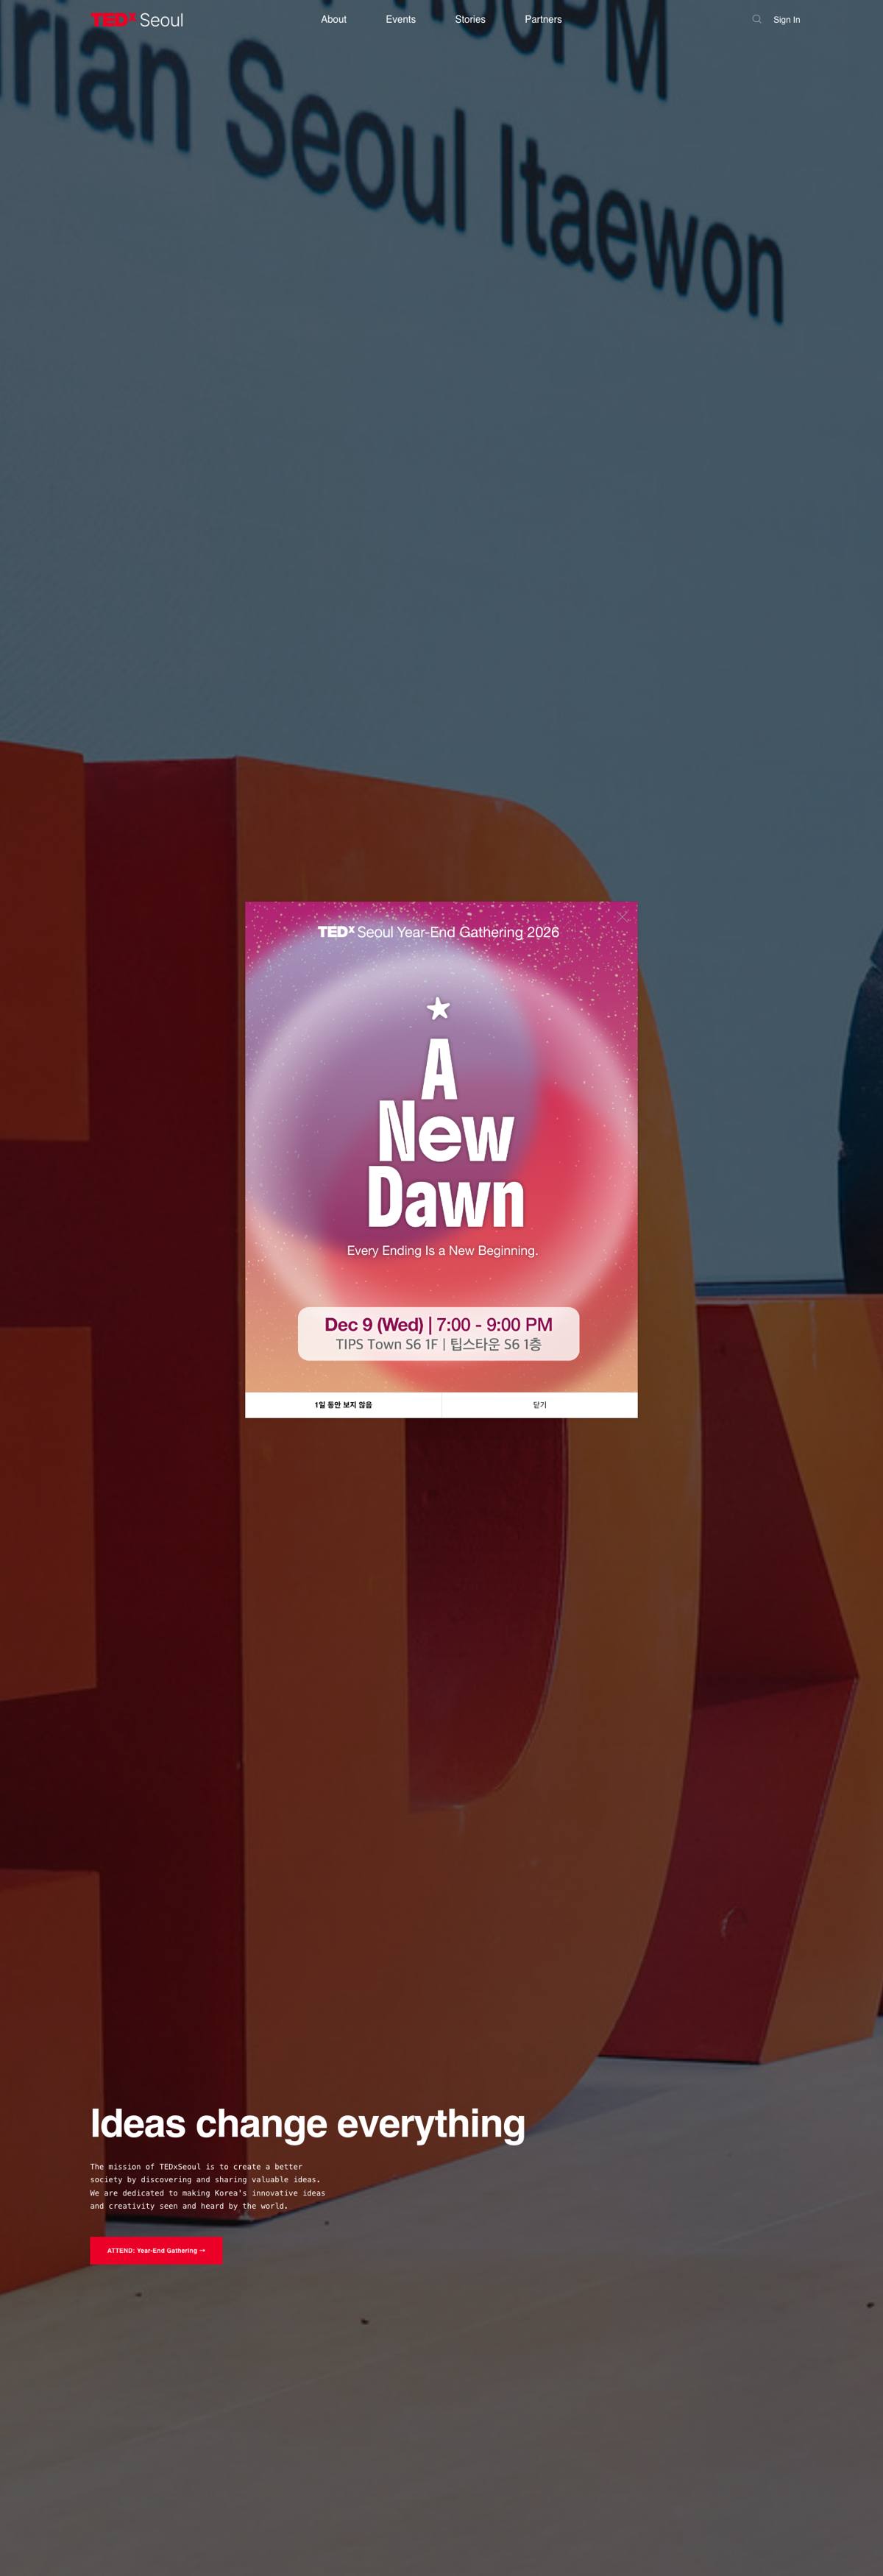 TEDx Seoul
About
Events
Stories
Partners
Sign In
rian Seoul Itaewon
TEDx Seoul Year-End Gathering 2026
A
New
Dawn
Every Ending Is a New Beginning.
Dec 9 (Wed) | 7:00 - 9:00 PM
TIPS Town S6 1F | 팁스타운 S6 1층
1일 동안 보지 않음
닫기
Ideas change everything
The mission of TEDxSeoul is to create a better
society by discovering and sharing valuable ideas.
We are dedicated to making Korea's innovative ideas
and creativity seen and heard by the world.
ATTEND: Year-End Gathering →